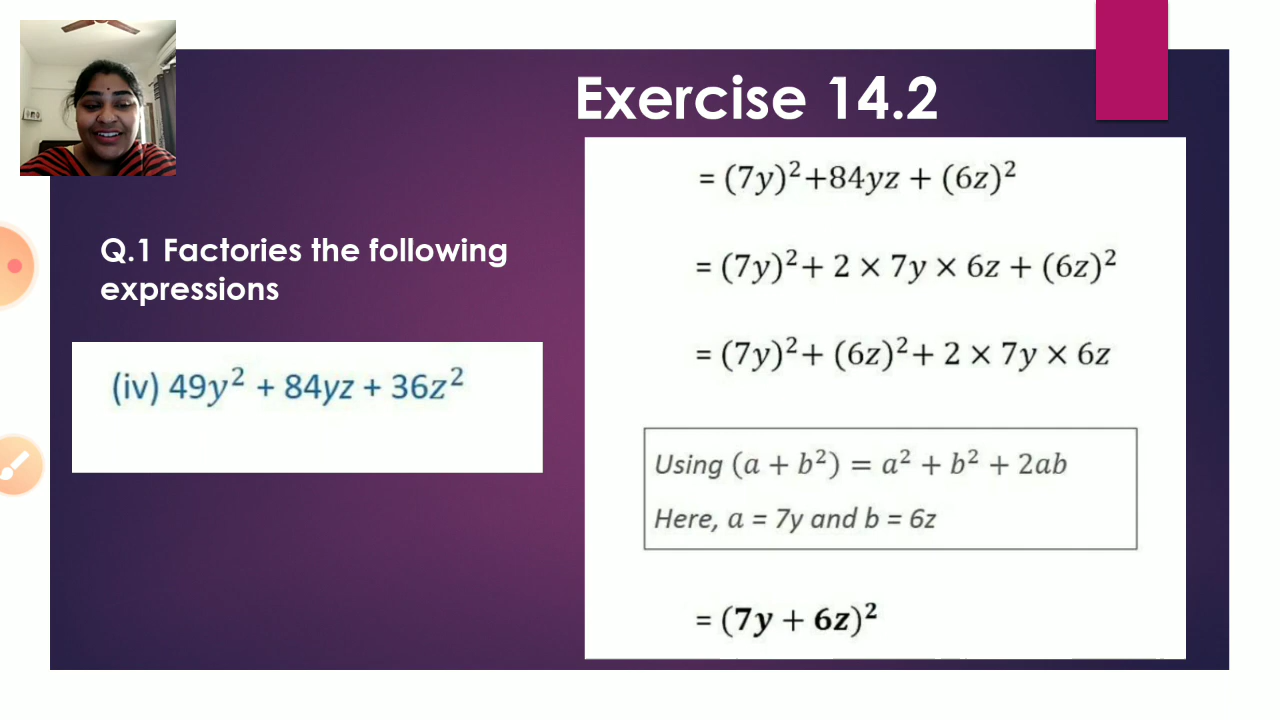 Exercise 14.2
Q.1 Factories the following
expressions
(iv) 49y² + 84yz + 36z²
= (7y)²+84yz + (6z)²
= (7y)²+ 2 × 7y × 6z + (6z)²
= (7y)²+ (6z)²+ 2 × 7y × 6z
Using (a + b²) = a² + b² + 2ab
Here, a = 7y and b = 6z
= (7y + 6z)²